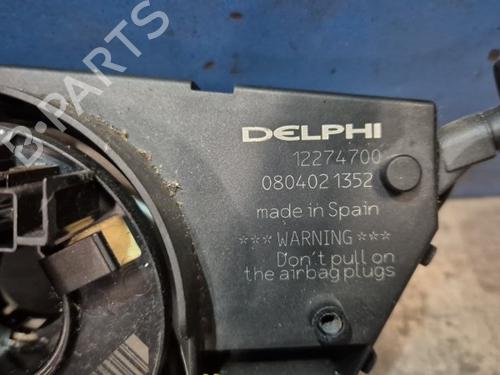 B-PARTS
DELPHI
12274700
080402 1352
made in Spain
*** WARNING ***
Don't pull on
the airbag plugs